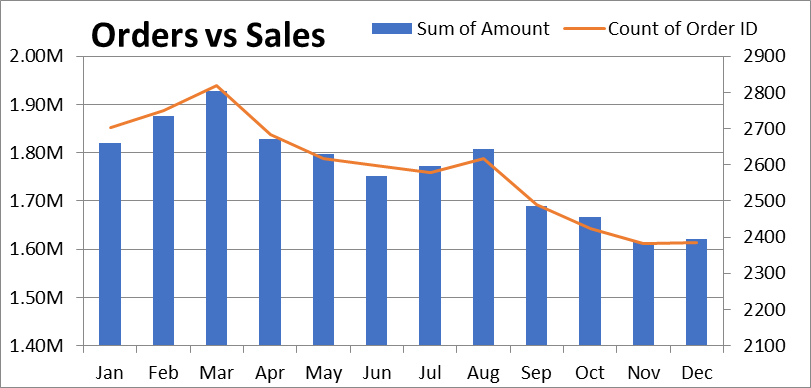 Orders vs Sales
Sum of Amount Count of Order ID
2.00M 2900
1.90M 2800
2700
1.80M 2600
1.70M 2500
1.60M 2400
2300
1.50M 2200
1.40M 2100
Jan Feb Mar Apr May Jun Jul Aug Sep Oct Nov Dec